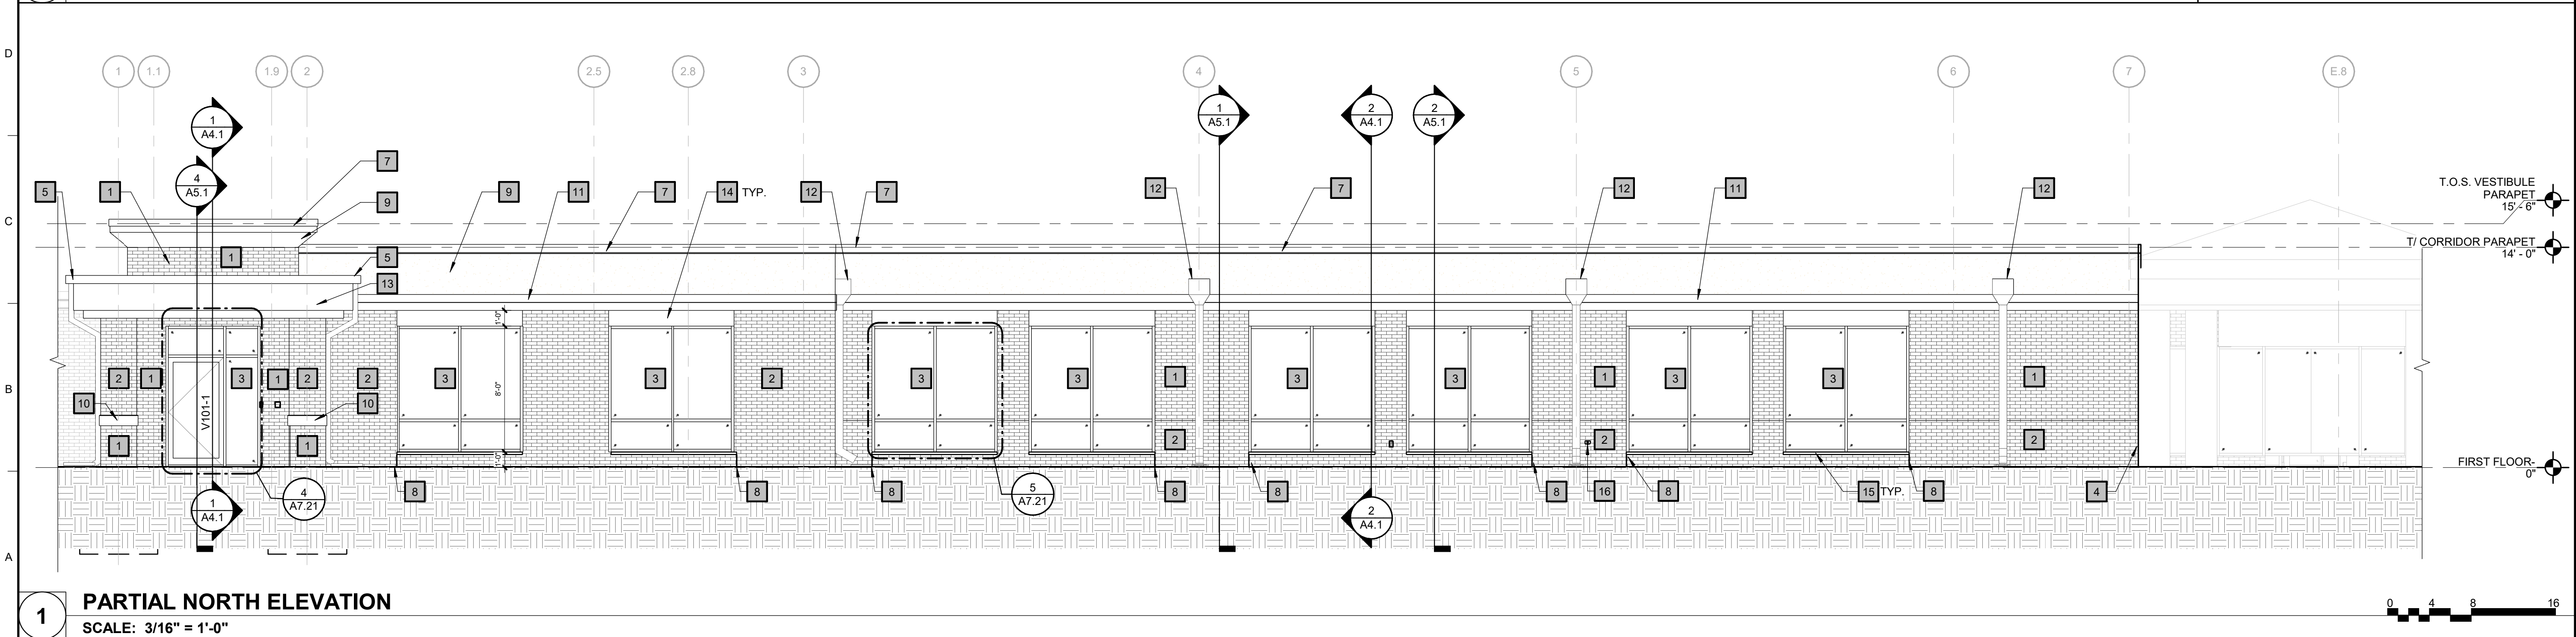 D
1 1.1 1.9 2 2.5 2.8 3 4 5 6 7 E.8
1 A4.1
1 A5.1
2 A4.1
2 A5.1
7
4 A5.1
T.O.S. VESTIBULE
PARAPET
15' - 6"
5 1 9 11 7 14 TYP. 12 7 12 7 12 11 12
9
C
T/ CORRIDOR PARAPET
14' - 0"
1 5
13
1'-0"
2 1 3 1 2 2 3 3 2 3 3 1 3 3 1 3 3 1
B
8'-0"
10 V101-1 10
1 1 2 2 2
1'-0"
FIRST FLOOR-
0"
8 8 8 8 8 8 16 8 15 TYP. 8 4
4 A7.21
5 A7.21
1 A4.1
2 A4.1
A
1 PARTIAL NORTH ELEVATION
SCALE: 3/16" = 1'-0"
0 4 8 16